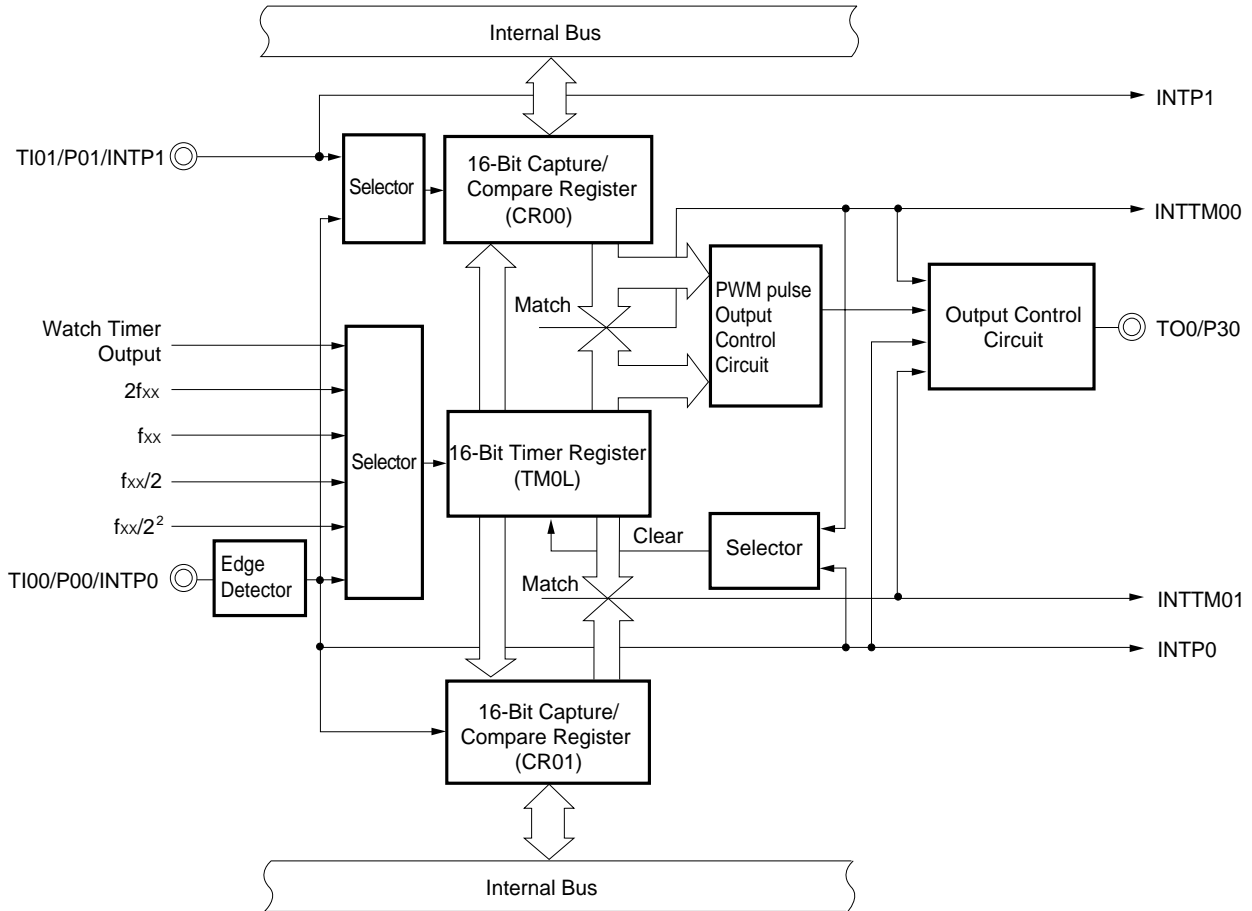 Internal Bus
INTP1
TI01/P01/INTP1
Selector
16-Bit Capture/
Compare Register
(CR00)
INTTM00
Match
PWM pulse
Output
Control
Circuit
Output Control
Circuit
TO0/P30
Watch Timer
Output
2fxx
fxx
fxx/2
fxx/2²
Selector
16-Bit Timer Register
(TM0L)
Clear
Selector
TI00/P00/INTP0
Edge
Detector
Match
INTTM01
INTP0
16-Bit Capture/
Compare Register
(CR01)
Internal Bus